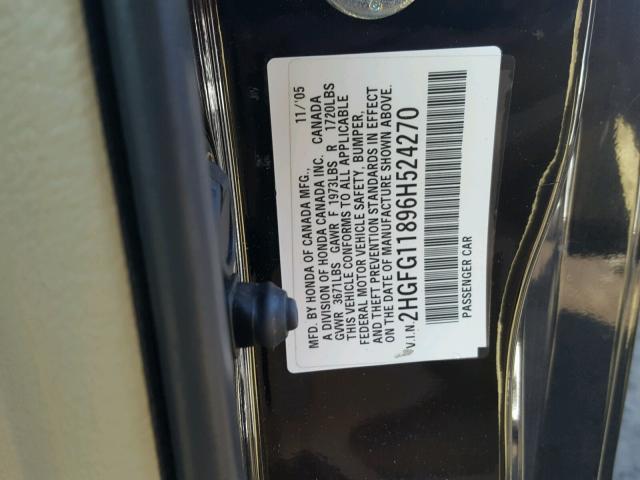 MFD. BY HONDA OF CANADA MFG., 11/'05
A DIVISION OF HONDA CANADA INC. CANADA
GVWR 3671LBS GAWR F 1973LBS R 1720LBS
THIS VEHICLE CONFORMS TO ALL APPLICABLE
FEDERAL MOTOR VEHICLE SAFETY, BUMPER,
AND THEFT PREVENTION STANDARDS IN EFFECT
ON THE DATE OF MANUFACTURE SHOWN ABOVE.
V.I.N. 2HGFG11896H524270
PASSENGER CAR